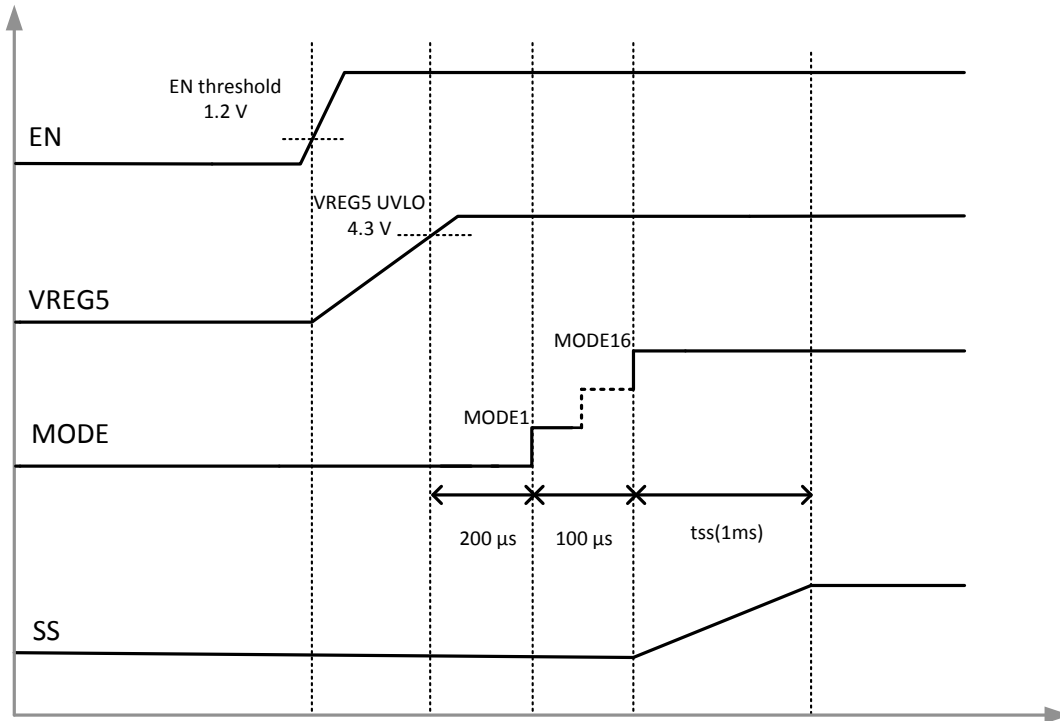 EN threshold
1.2 V
EN
VREG5 UVLO
4.3 V
VREG5
MODE16
MODE1
MODE
200 µs
100 µs
tss(1ms)
SS